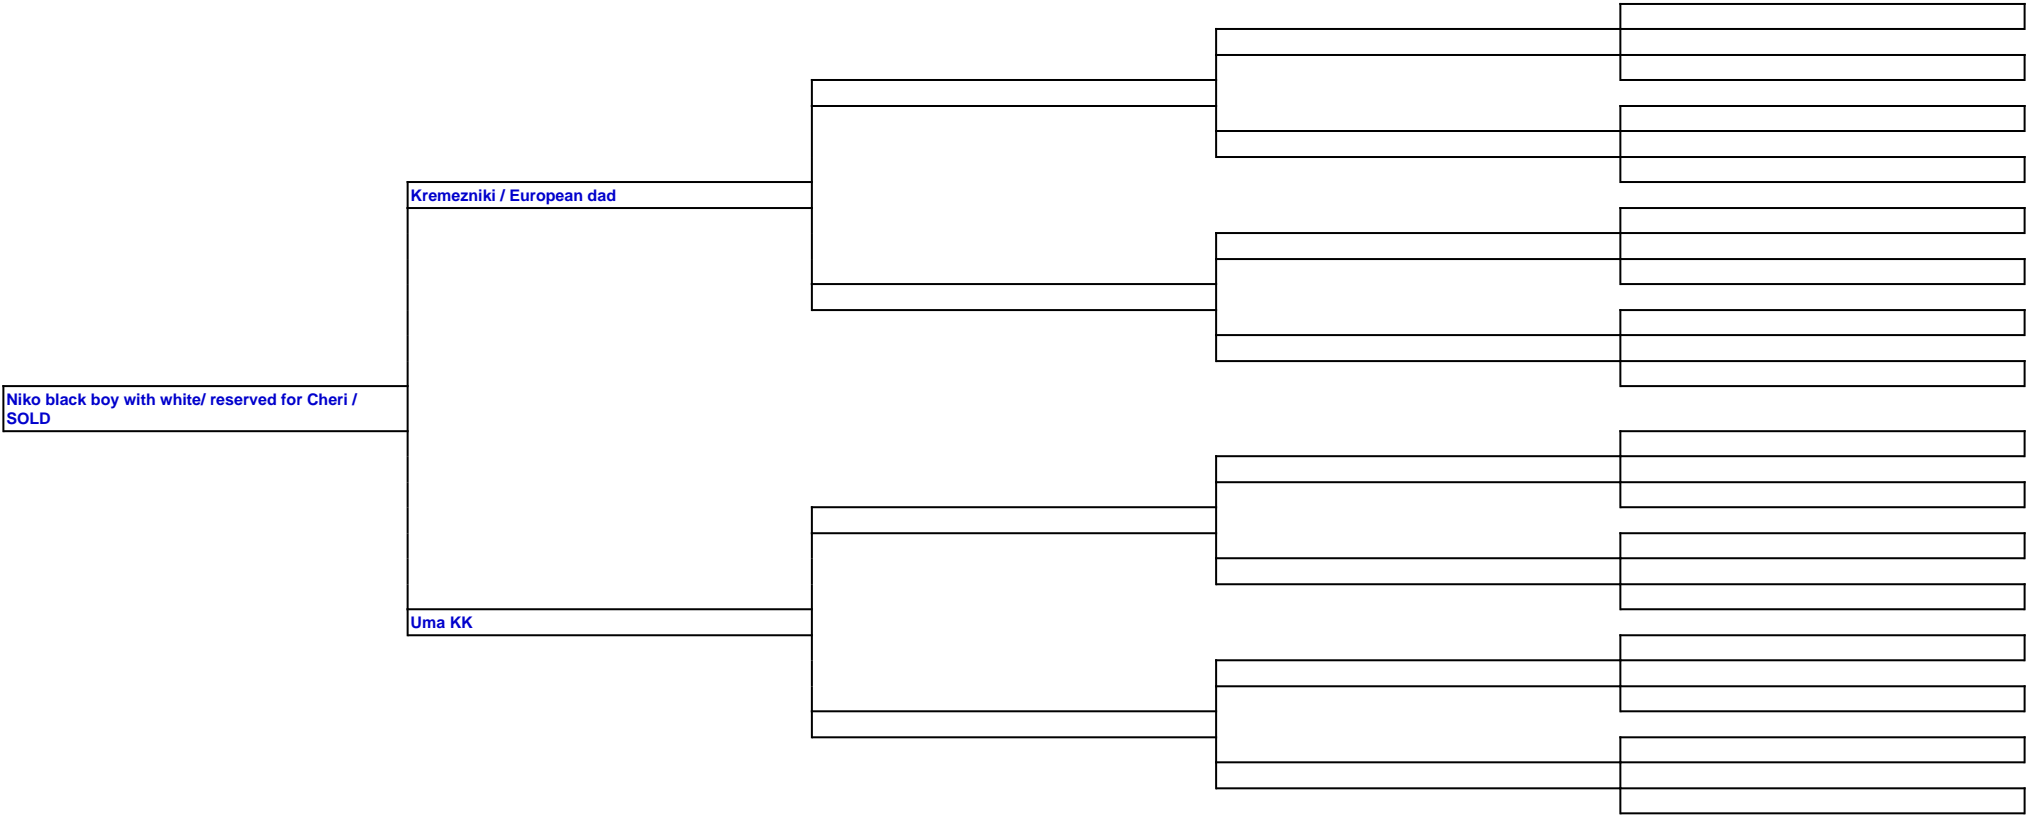 Kremezniki / European dad
Niko black boy with white/ reserved for Cheri /
SOLD
Uma KK